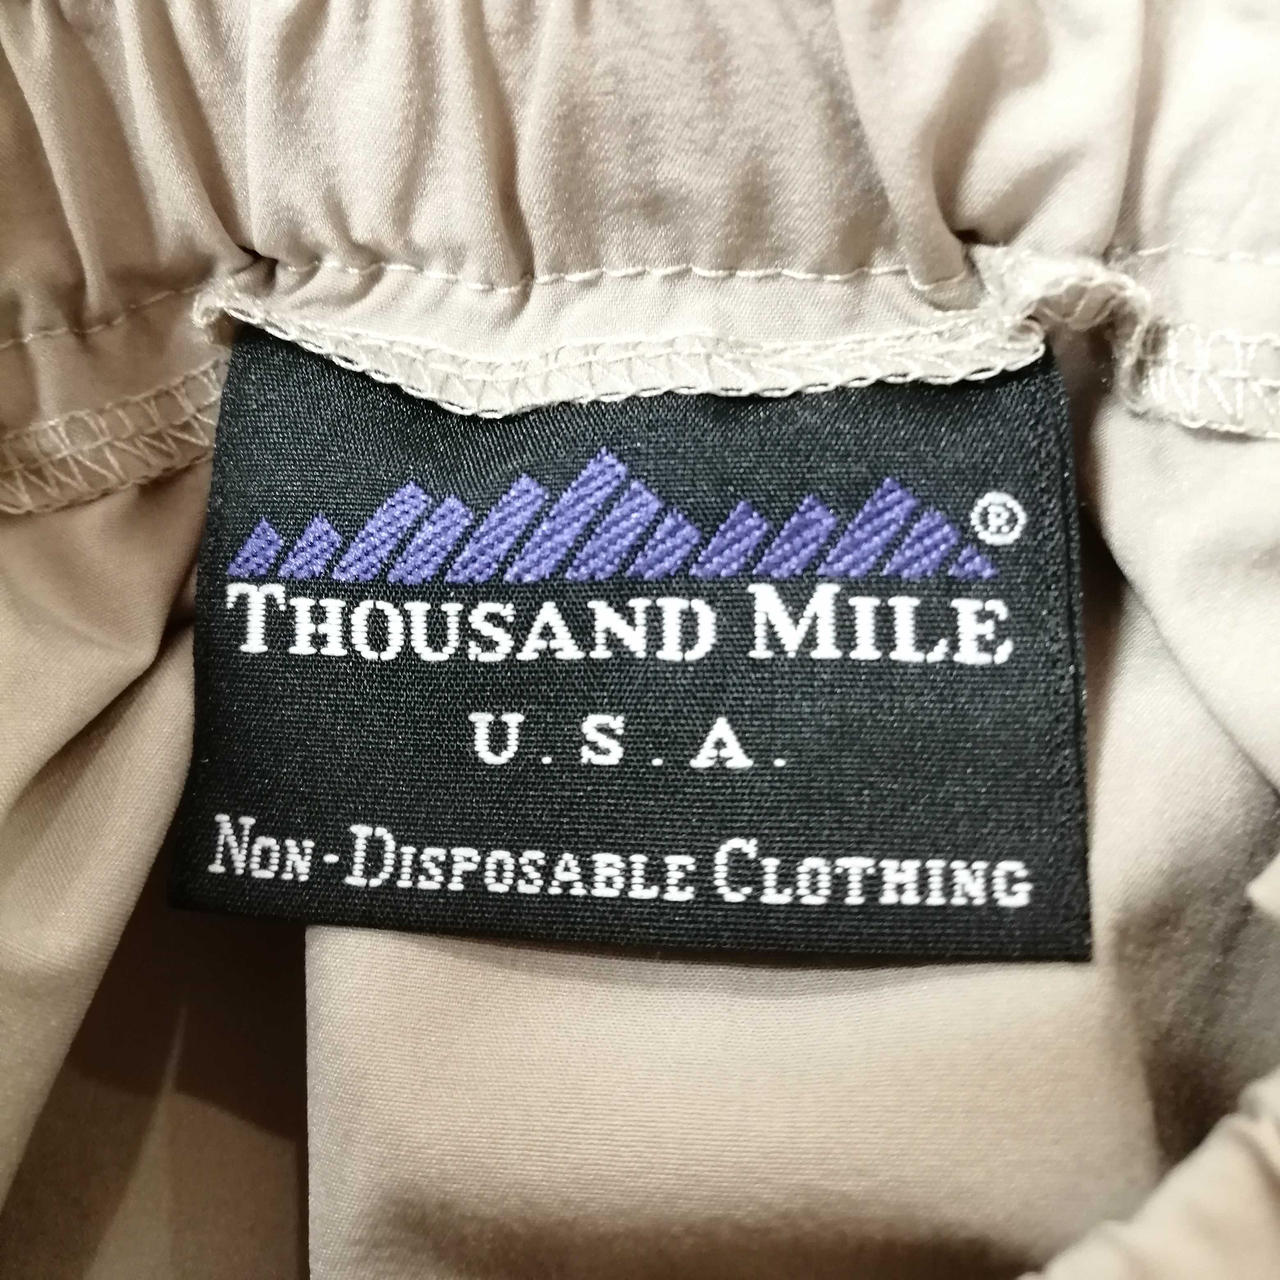 ®
THOUSAND MILE
U.S.A.
NON-DISPOSABLE CLOTHING